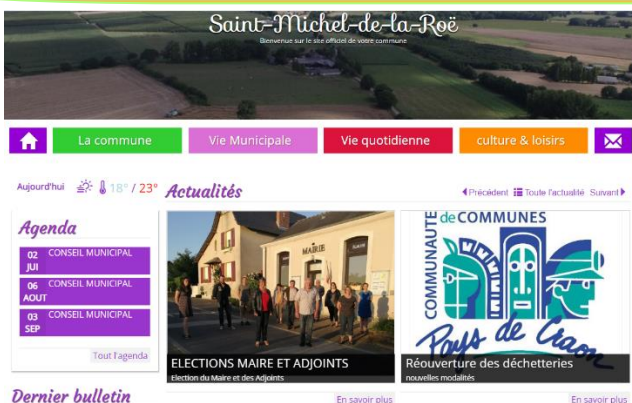 Saint-Michel-de-la-Roë
Bienvenue sur le site officiel de votre commune
La commune
Vie Municipale
Vie quotidienne
culture & loisirs
Aujourd'hui 18° / 23°
Actualités
Précédent Toute l'actualité Suivant
Agenda
02 JUI CONSEIL MUNICIPAL
06 AOUT CONSEIL MUNICIPAL
03 SEP CONSEIL MUNICIPAL
Tout l'agenda
MAIRIE
ELECTIONS MAIRE ET ADJOINTS
Election du Maire et des Adjoints
En savoir plus
COMMUNAUTE
de COMMUNES
Pays de Craon
Réouverture des déchetteries
nouvelles modalités
En savoir plus
Dernier bulletin